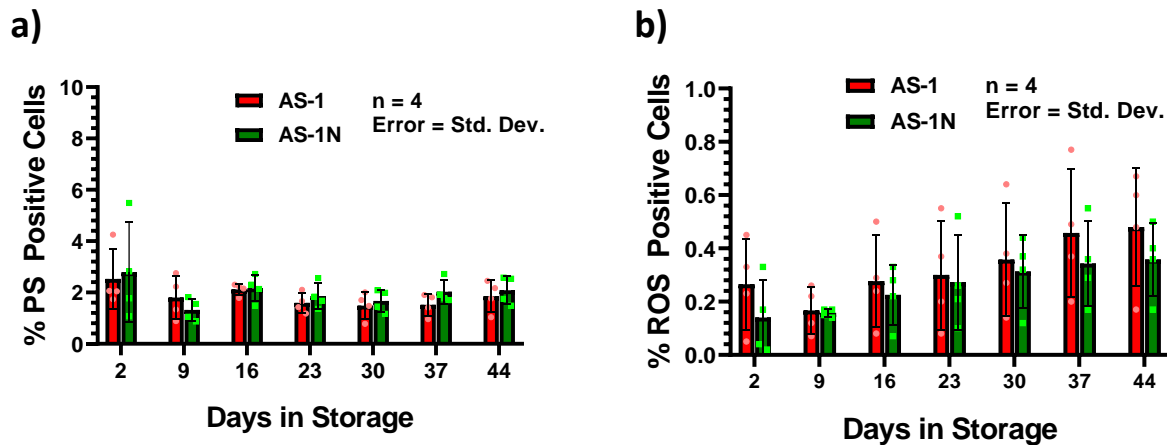 a)
% PS Positive Cells
10
8
6
4
2
0
AS-1
AS-1N
n = 4
Error = Std. Dev.
2 9 16 23 30 37 44
Days in Storage
b)
% ROS Positive Cells
1.0
0.8
0.6
0.4
0.2
0.0
AS-1
AS-1N
n = 4
Error = Std. Dev.
2 9 16 23 30 37 44
Days in Storage